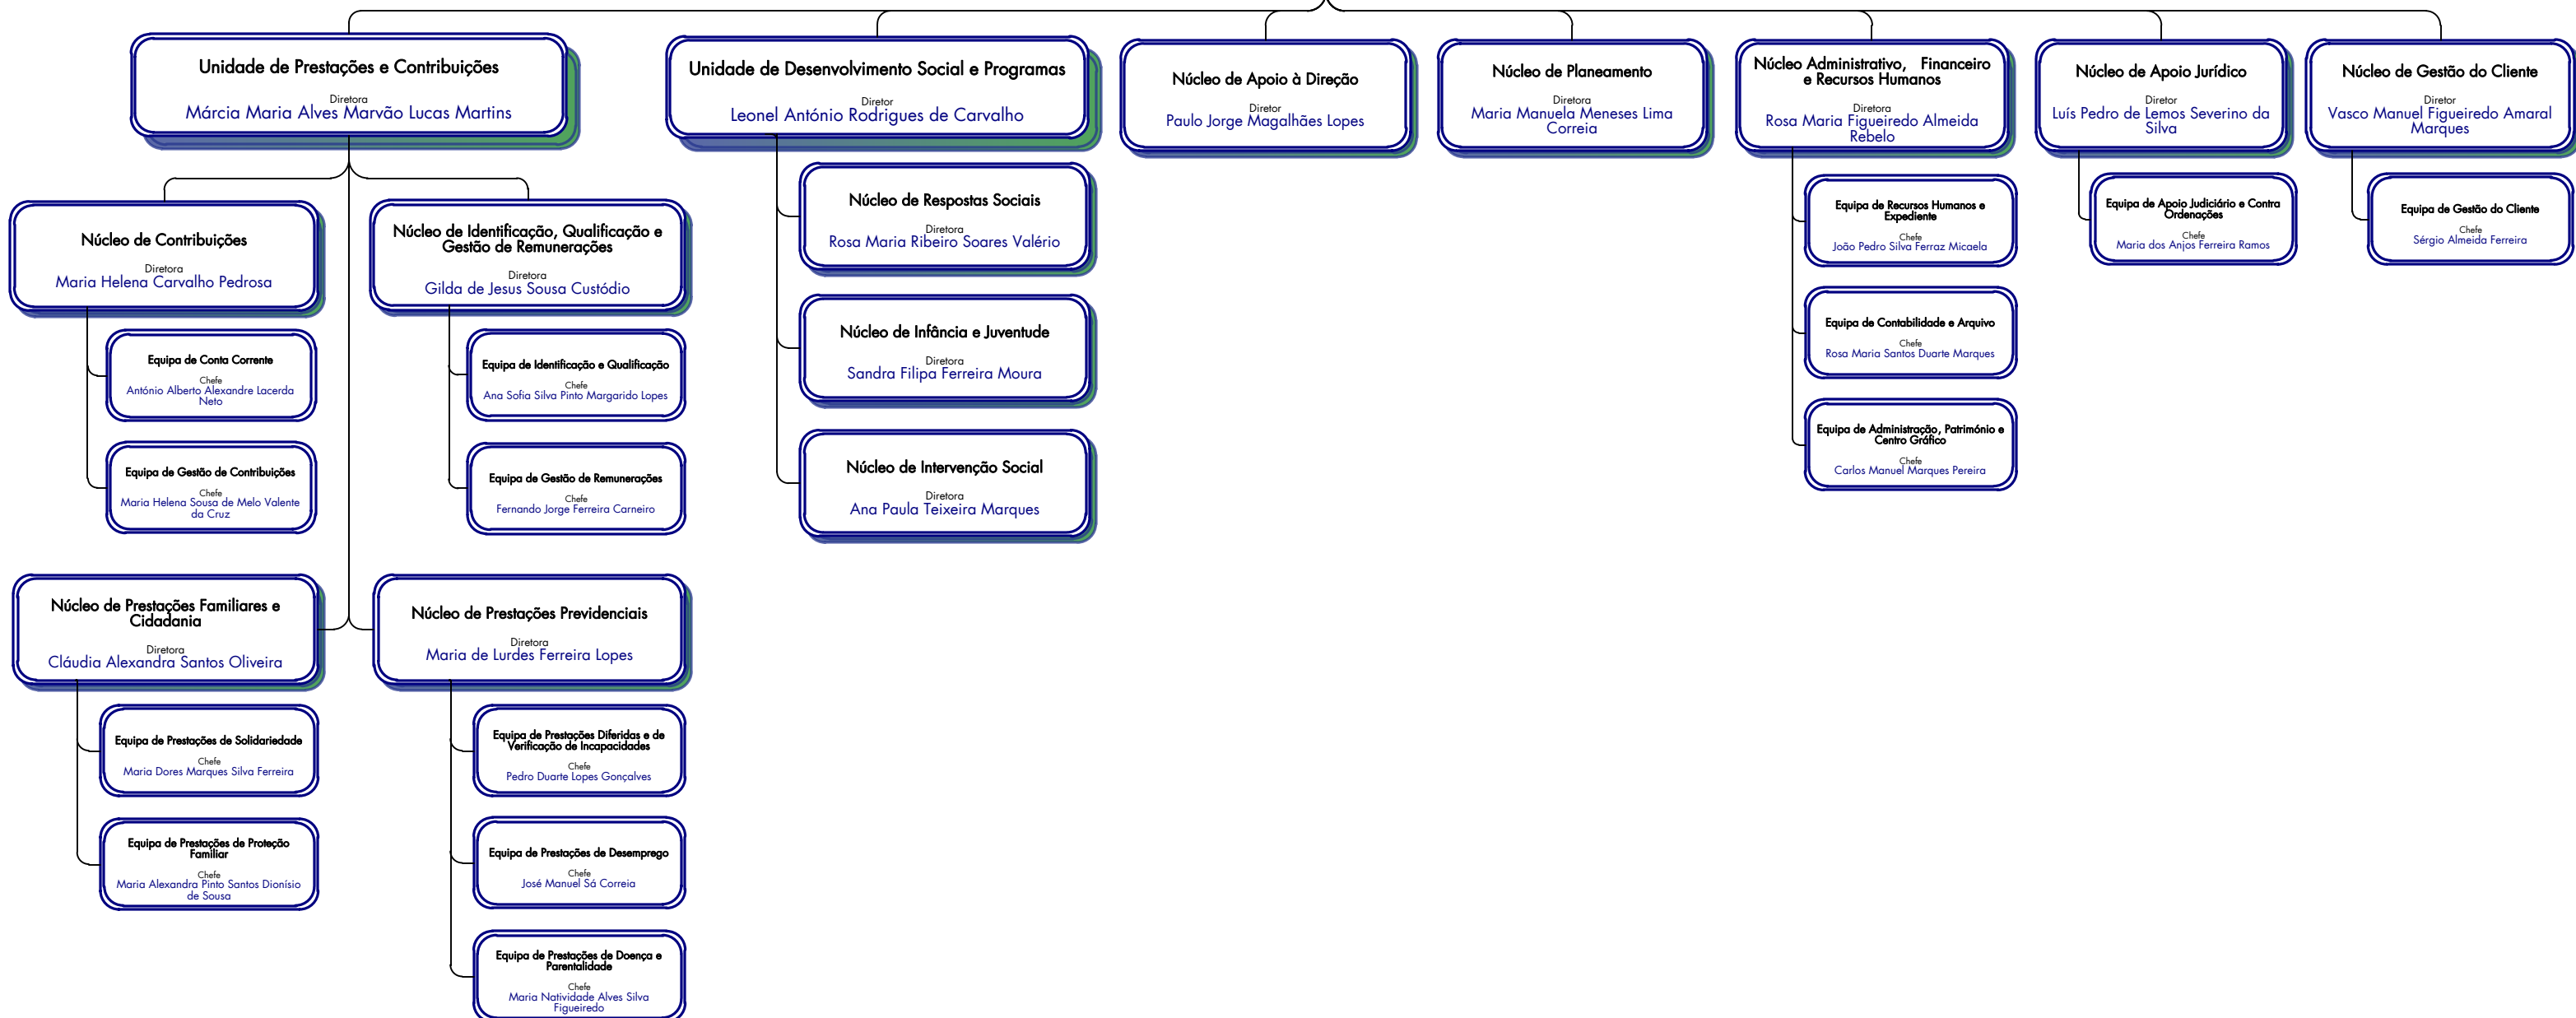 Unidade de Prestações e Contribuições
Diretora
Márcia Maria Alves Marvão Lucas Martins
Unidade de Desenvolvimento Social e Programas
Diretor
Leonel António Rodrigues de Carvalho
Núcleo de Apoio à Direção
Diretor
Paulo Jorge Magalhães Lopes
Núcleo de Planeamento
Diretora
Maria Manuela Meneses Lima
Correia
Núcleo Administrativo, Financeiro
e Recursos Humanos
Diretora
Rosa Maria Figueiredo Almeida
Rebelo
Núcleo de Apoio Jurídico
Diretor
Luís Pedro de Lemos Severino da
Silva
Núcleo de Gestão do Cliente
Diretor
Vasco Manuel Figueiredo Amaral
Marques
Núcleo de Contribuições
Diretora
Maria Helena Carvalho Pedrosa
Equipa de Conta Corrente
Chefe
António Alberto Alexandre Lacerda
Neto
Equipa de Gestão de Contribuições
Chefe
Maria Helena Sousa de Melo Valente
da Cruz
Núcleo de Identificação, Qualificação e
Gestão de Remunerações
Diretora
Gilda de Jesus Sousa Custódio
Equipa de Identificação e Qualificação
Chefe
Ana Sofia Silva Pinto Margarido Lopes
Equipa de Gestão de Remunerações
Chefe
Fernando Jorge Ferreira Carneiro
Núcleo de Prestações Familiares e
Cidadania
Diretora
Cláudia Alexandra Santos Oliveira
Equipa de Prestações de Solidariedade
Chefe
Maria Dores Marques Silva Ferreira
Equipa de Prestações de Proteção
Familiar
Chefe
Maria Alexandra Pinto Santos Dionísio
de Sousa
Núcleo de Prestações Previdenciais
Diretora
Maria de Lurdes Ferreira Lopes
Equipa de Prestações Diferidas e de
Verificação de Incapacidades
Chefe
Pedro Duarte Lopes Gonçalves
Equipa de Prestações de Desemprego
Chefe
José Manuel Sá Correia
Equipa de Prestações de Doença e
Parentalidade
Chefe
Maria Natividade Alves Silva
Figueiredo
Núcleo de Respostas Sociais
Diretora
Rosa Maria Ribeiro Soares Valério
Núcleo de Infância e Juventude
Diretora
Sandra Filipa Ferreira Moura
Núcleo de Intervenção Social
Diretora
Ana Paula Teixeira Marques
Equipa de Recursos Humanos e
Expediente
Chefe
João Pedro Silva Ferraz Micaela
Equipa de Contabilidade e Arquivo
Chefe
Rosa Maria Santos Duarte Marques
Equipa de Administração, Património e
Centro Gráfico
Chefe
Carlos Manuel Marques Pereira
Equipa de Apoio Judiciário e Contra
Ordenações
Chefe
Maria dos Anjos Ferreira Ramos
Equipa de Gestão do Cliente
Chefe
Sérgio Almeida Ferreira